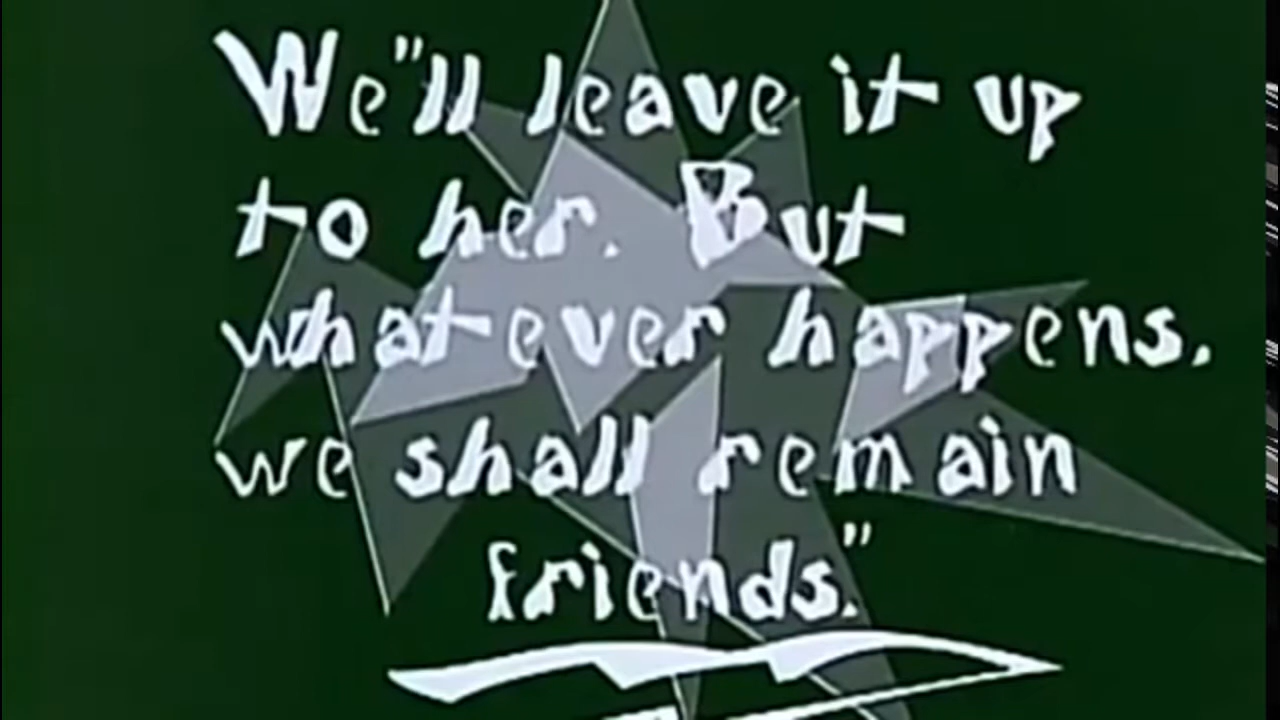 We"ll leave it up
to her. But
whatever happens,
we shall remain
friends."